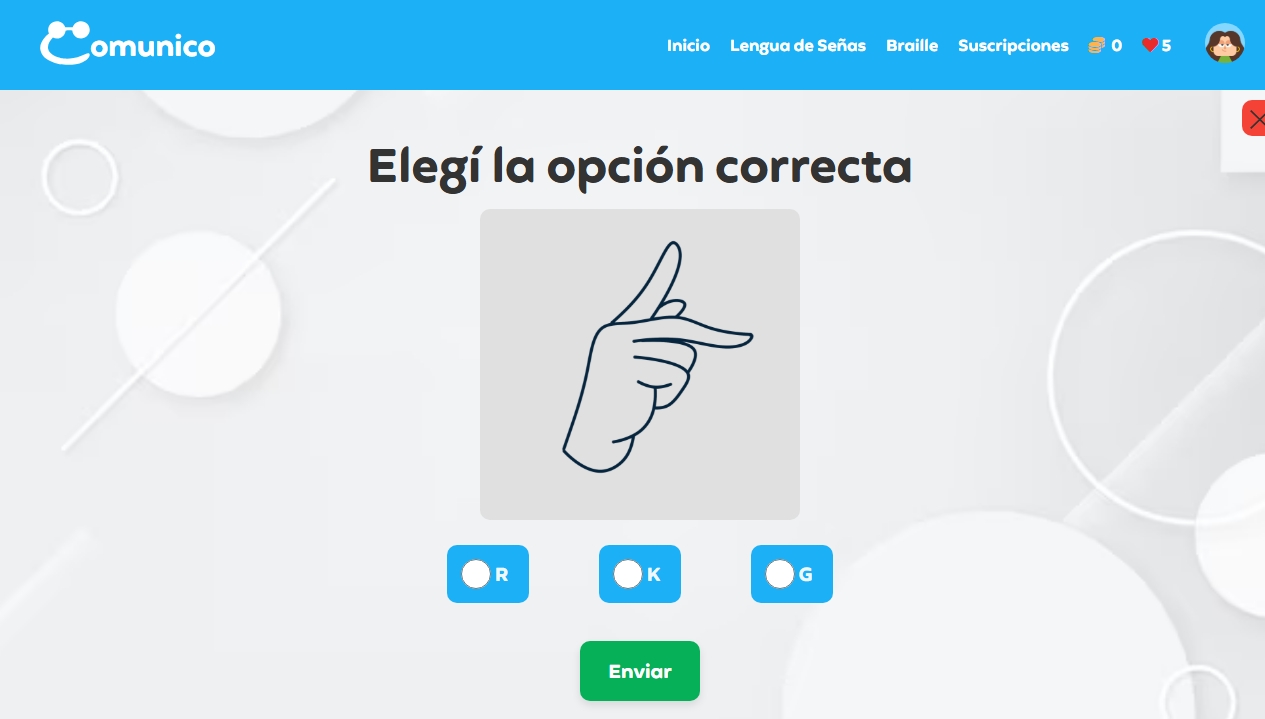 Comunico
Inicio Lengua de Señas Braille Suscripciones 0 5
Elegí la opción correcta
R K G
Enviar